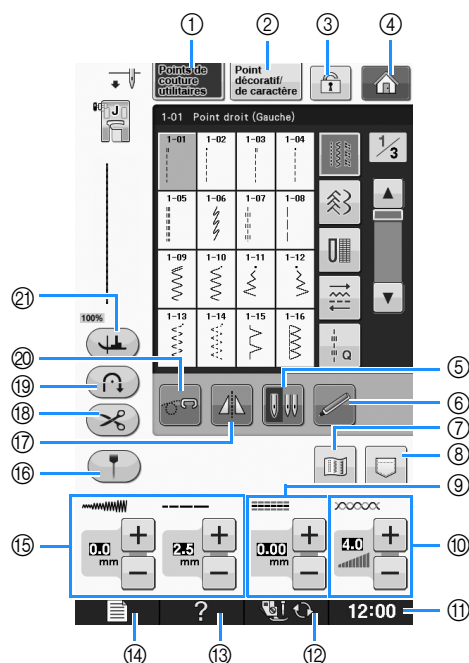 ① ② ③ ④
Points de couture utilitaires
Point décoratif/ de caractère
J
1-01 Point droit (Gauche)
1-01 1-02 1-03 1-04
1/3
1-05 1-06 1-07 1-08
1-09 1-10 1-11 1-12
1-13 1-14 1-15 1-16
Q
100%
㉑
⑳
⑲
⑱
⑰
⑯
⑤
⑥
⑦
⑧
⑨
⑮
0.0 mm + −
2.5 mm + −
0.00 mm + −
4.0 + −
⑩
? 12:00
⑪
⑭ ⑬ ⑫